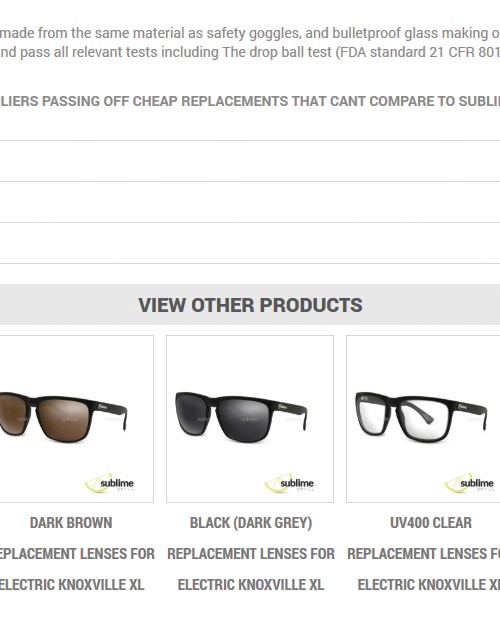 made from the same material as safety goggles, and bulletproof glass making
nd pass all relevant tests including The drop ball test (FDA standard 21 CFR 801
LIERS PASSING OFF CHEAP REPLACEMENTS THAT CANT COMPARE TO SUBLI
VIEW OTHER PRODUCTS
sublime
OPTICS
sublime
OPTICS
sublime
OPTICS
DARK BROWN
BLACK (DARK GREY)
UV400 CLEAR
EPLACEMENT LENSES FOR
REPLACEMENT LENSES FOR
REPLACEMENT LENSES FO
ELECTRIC KNOXVILLE XL
ELECTRIC KNOXVILLE XL
ELECTRIC KNOXVILLE XL